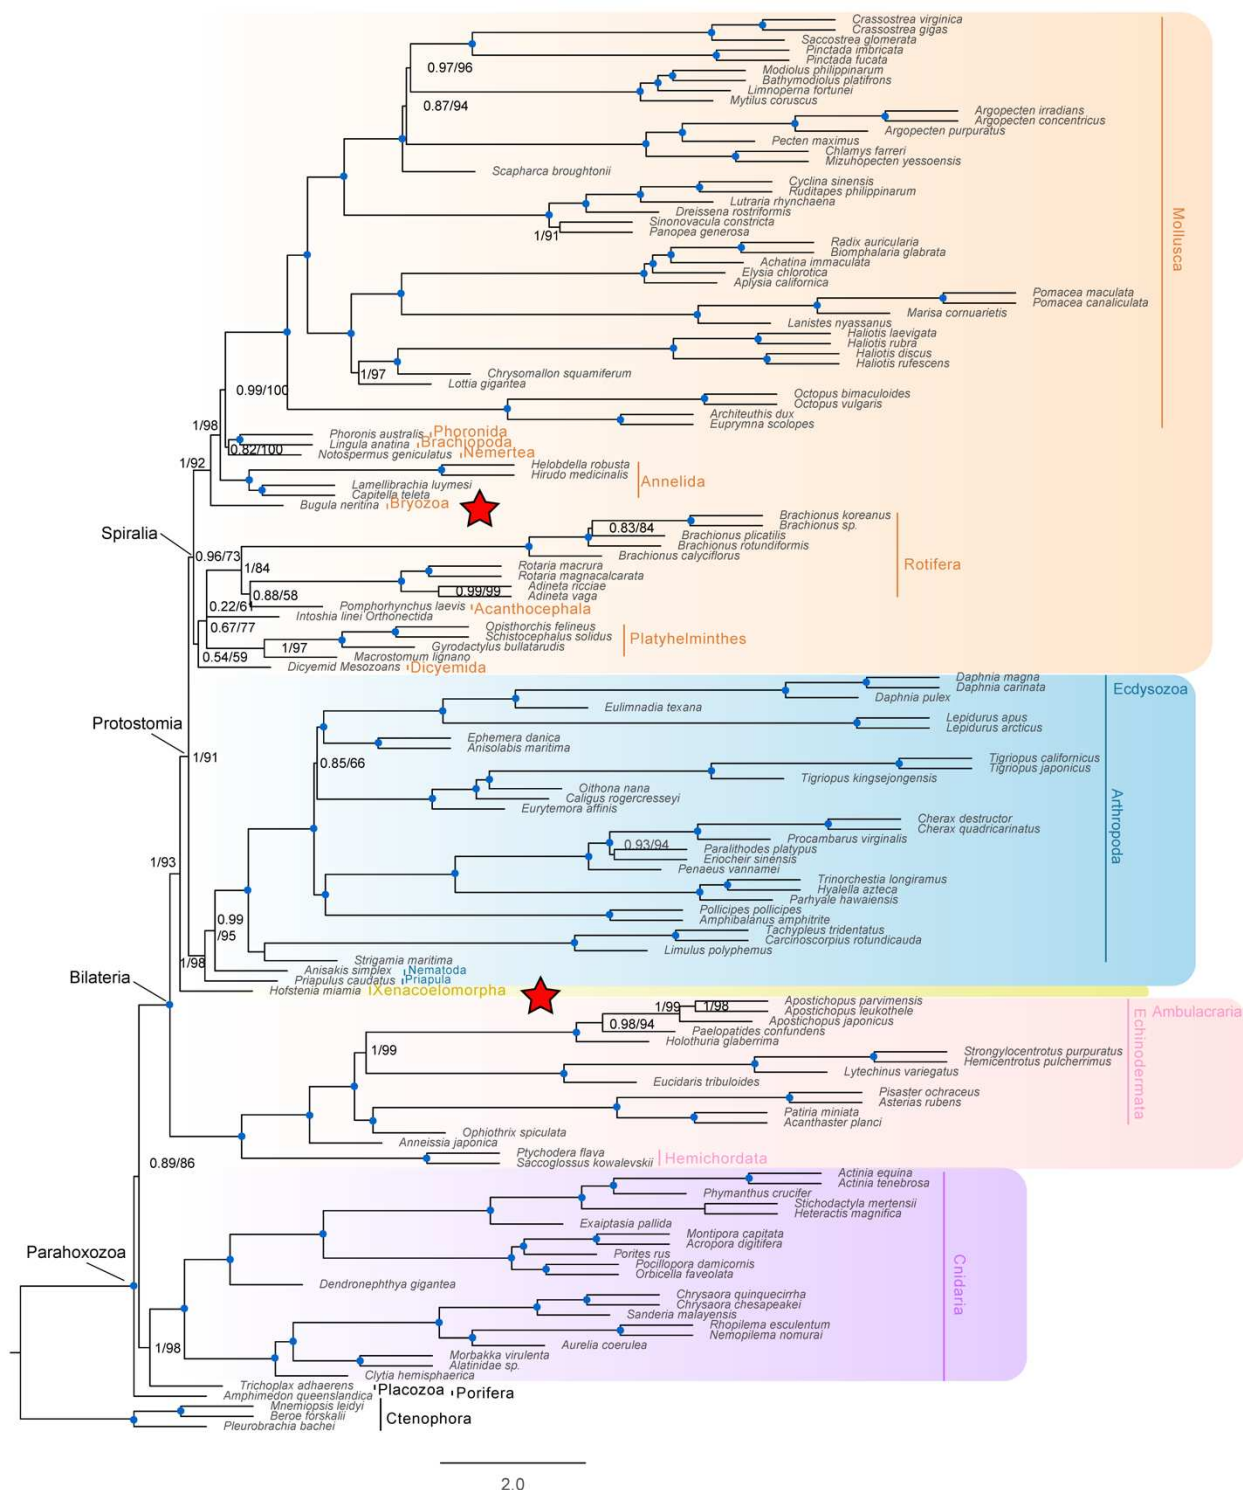 Crassostrea virginica
Crassostrea gigas
Saccostrea glomerata
Pinctada imbricata
Pinctada fucata
0.97/96
Modiolus philippinarum
Bathymodiolus platifrons
Limnoperna fortunei
Mytilus coruscus
0.87/94
Argopecten irradians
Argopecten concentricus
Argopecten purpuratus
Pecten maximus
Chlamys farreri
Mizuhopecten yessoensis
Scapharca broughtonii
Cyclina sinensis
Ruditapes philippinarum
Lutraria rhynchaena
Dreissena rostriformis
Sinonovacula constricta
Panopea generosa
1/91
Mollusca
Radix auricularia
Biomphalaria glabrata
Achatina immaculata
Elysia chlorotica
Aplysia californica
Pomacea maculata
Pomacea canaliculata
Marisa cornuarietis
Lanistes nyassanus
Haliotis laevigata
Haliotis rubra
Haliotis discus
Haliotis rufescens
1/97
Chrysomallon squamiferum
Lottia gigantea
0.99/100
Octopus bimaculoides
Octopus vulgaris
Architeuthis dux
Euprymna scolopes
1/98
Phoronis australis Phoronida
Lingula anatina Brachiopoda
0.82/100
Notospermus geniculatus Nemertea
1/92
Helobdella robusta
Hirudo medicinalis
Annelida
Lamellibrachia luymesi
Capitella teleta
Bugula neritina Bryozoa
Spiralia
Brachionus koreanus
Brachionus sp.
0.83/84
Brachionus plicatilis
Brachionus rotundiformis
Brachionus calyciflorus
0.96/73
1/84
Rotifera
Rotaria macrura
Rotaria magnacalcarata
Adineta ricciae
0.99/99
Adineta vaga
0.88/58
Pomphorhynchus laevis Acanthocephala
0.22/61
Intoshia linei Orthonectida
0.67/77
Opisthorchis felineus
Schistocephalus solidus
Platyhelminthes
Gyrodactylus bullatarudis
1/97
Macrostomum lignano
0.54/59
Dicyemid Mesozoans Dicyemida
Daphnia magna
Daphnia carinata
Daphnia pulex
Ecdysozoa
Eulimnadia texana
Lepidurus apus
Lepidurus arcticus
Protostomia
Ephemera danica
Anisolabis maritima
1/91
0.85/66
Tigriopus californicus
Tigriopus japonicus
Tigriopus kingsejongensis
Oithona nana
Caligus rogercresseyi
Eurytemora affinis
Arthropoda
Cherax destructor
Cherax quadricarinatus
Procambarus virginalis
0.93/94
Paralithodes platypus
Eriocheir sinensis
Penaeus vannamei
1/93
Trinorchestia longiramus
Hyalella azteca
Parhyale hawaiensis
Pollicipes pollicipes
Amphibalanus amphitrite
0.99
/95
Tachypleus tridentatus
Carcinoscorpius rotundicauda
Limulus polyphemus
Strigamia maritima
1/98
Anisakis simplex Nematoda
Priapulus caudatus Priapula
Bilateria
Hofstenia miamia Xenacoelomorpha
1/99
1/98
Apostichopus parvimensis
Apostichopus leukothele
Apostichopus japonicus
Ambulacraria
0.98/94
Paelopatides confundens
Holothuria glaberrima
1/99
Strongylocentrotus purpuratus
Hemicentrotus pulcherrimus
Lytechinus variegatus
Eucidaris tribuloides
Echinodermata
Pisaster ochraceus
Asterias rubens
Patiria miniata
Acanthaster planci
Ophiothrix spiculata
Anneissia japonica
Ptychodera flava
Saccoglossus kowalevskii
Hemichordata
0.89/86
Actinia equina
Actinia tenebrosa
Phymanthus crucifer
Stichodactyla mertensii
Heteractis magnifica
Exaiptasia pallida
Montipora capitata
Acropora digitifera
Porites rus
Pocillopora damicornis
Orbicella faveolata
Parahoxozoa
Dendronephthya gigantea
Cnidaria
Chrysaora quinquecirrha
Chrysaora chesapeakei
Sanderia malayensis
Rhopilema esculentum
Nemopilema nomurai
Aurelia coerulea
1/98
Morbakka virulenta
Alatinidae sp.
Clytia hemisphaerica
Trichoplax adhaerens Placozoa
Amphimedon queenslandica Porifera
Mnemiopsis leidyi
Beroe forskalii
Ctenophora
Pleurobrachia bachei
2.0